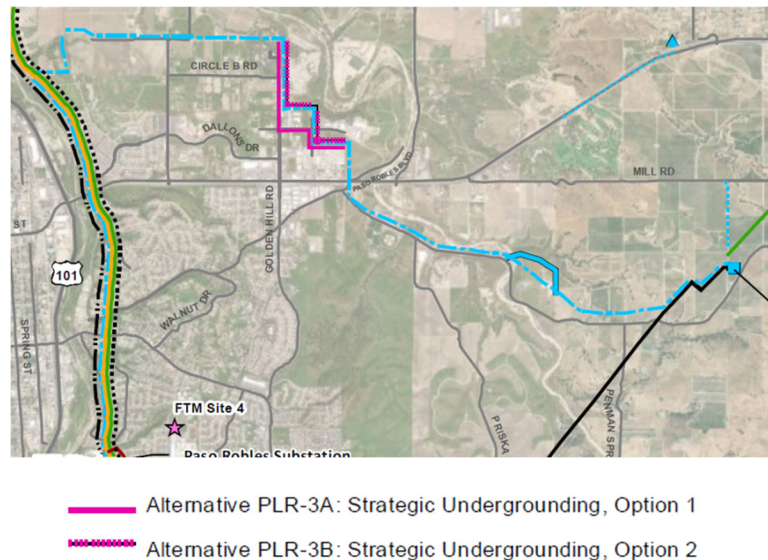 CIRCLE B RD
DALLONS DR
PASO ROBLES BLVD
MILL RD
ST
GOLDEN HILL RD
101
WALNUT DR
SPRING ST
FTM Site 4
PRISKA
PENMAN SPR
Paso Robles Substation
Alternative PLR-3A: Strategic Undergrounding, Option 1
Alternative PLR-3B: Strategic Undergrounding, Option 2